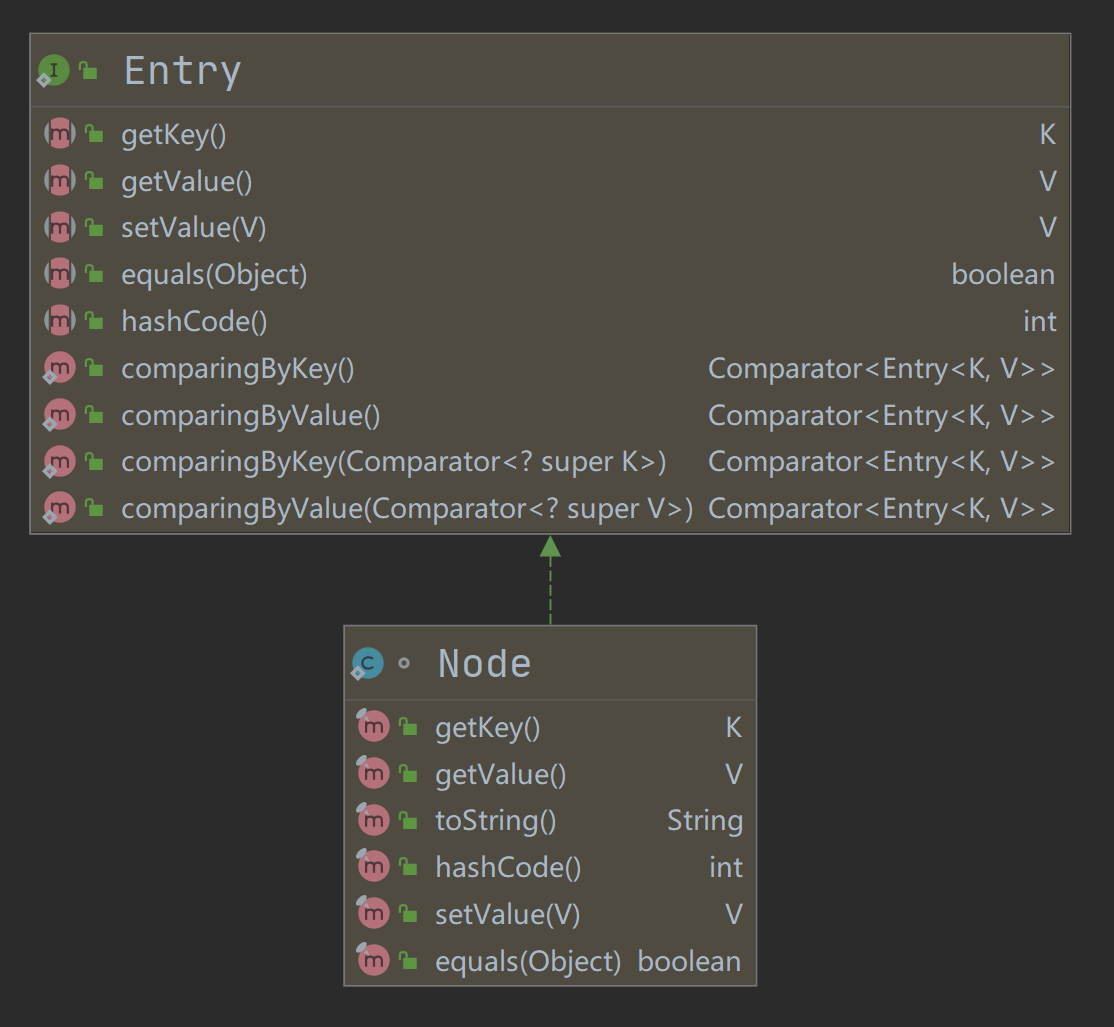 I Entry
m getKey() K
m getValue() V
m setValue(V) V
m equals(Object) boolean
m hashCode() int
m comparingByKey() Comparator<Entry<K, V>>
m comparingByValue() Comparator<Entry<K, V>>
m comparingByKey(Comparator<? super K>) Comparator<Entry<K, V>>
m comparingByValue(Comparator<? super V>) Comparator<Entry<K, V>>
C Node
m getKey() K
m getValue() V
m toString() String
m hashCode() int
m setValue(V) V
m equals(Object) boolean